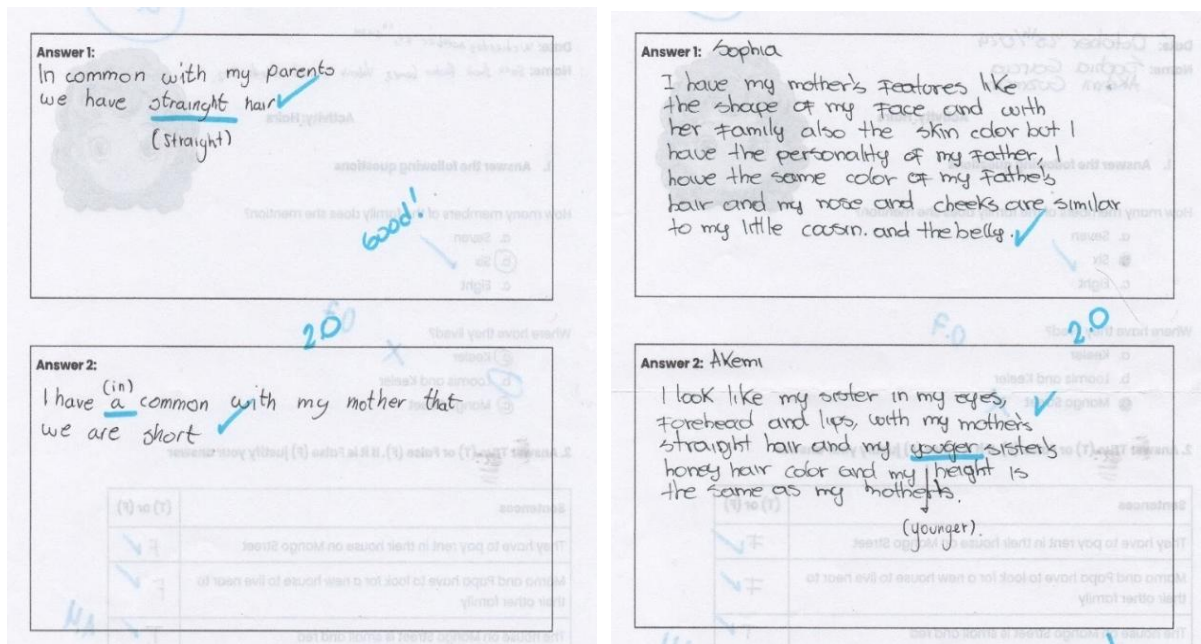 Answer 1:
In common with my parents
we have strainght hair
(straight)
Good!
2.0
Answer 2:
(in)
I have a common with my mother that
we are short
Answer 1: Sophia
I have my mother's features like
the shape of my face and with
her family also the skin color but I
have the personality of my father. I
have the same color of my father's
hair and my nose and cheeks are similar
to my little cousin. and the belly.
2.0
Answer 2: Akemi
I look like my sister in my eyes,
Forehead and lips, with my mother's
straight hair and my youger sister's
honey hair color and my height is
the same as my mother's.
(younger).